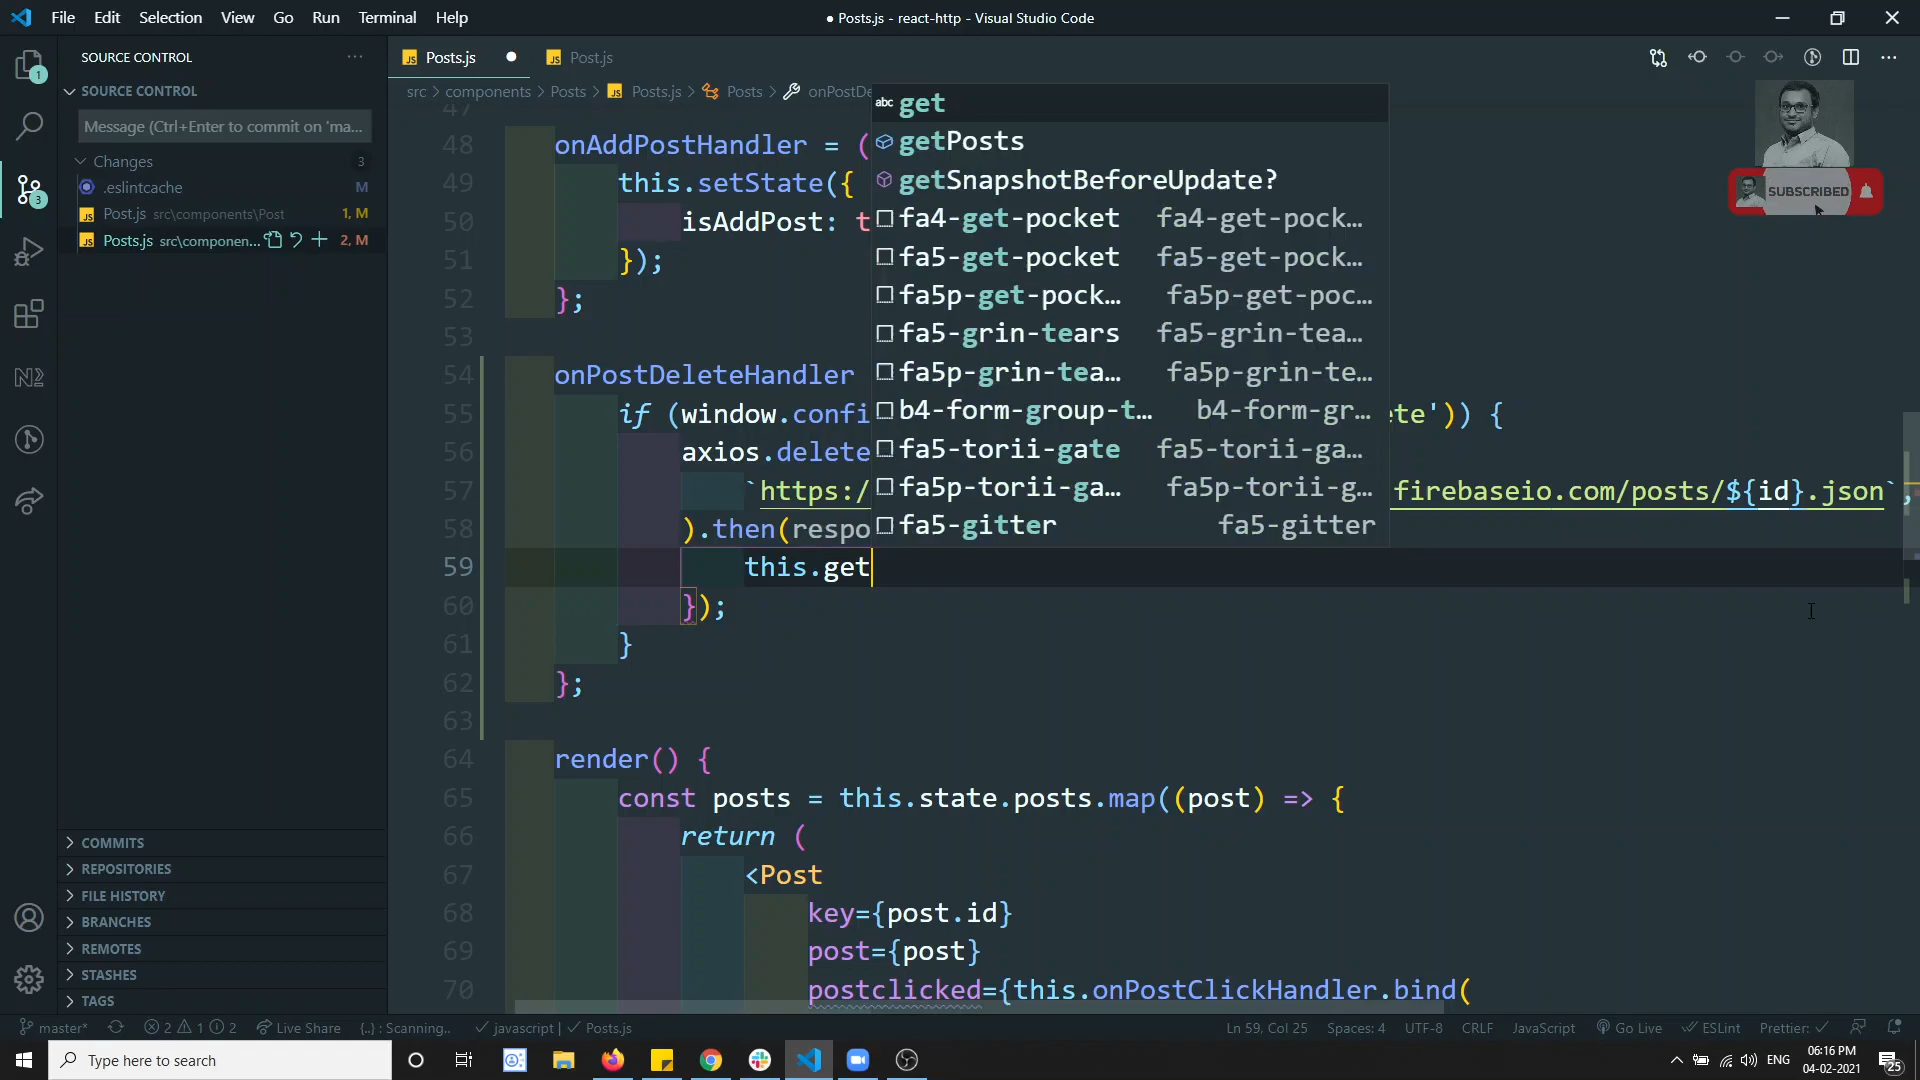 File Edit Selection View Go Run Terminal Help
● Posts.js - react-http - Visual Studio Code
SOURCE CONTROL
SOURCE CONTROL
Message (Ctrl+Enter to commit on 'ma...
Changes 3
.eslintcache M
Post.js src\components\Post 1, M
Posts.js src\componen... 2, M
COMMITS
REPOSITORIES
FILE HISTORY
BRANCHES
REMOTES
STASHES
TAGS
1
3
JS Posts.js
JS Post.js
src > components > Posts > JS Posts.js > Posts > onPostDe
SUBSCRIBED
47
48 onAddPostHandler = (
49 this.setState({
50 isAddPost: t
51 });
52 };
53
54 onPostDeleteHandler
55 if (window.confi ete')) {
56 axios.delete
57 `https:/ firebaseio.com/posts/${id}.json`,
58 ).then(respo
59 this.get
60 });
61 }
62 };
63
64 render() {
65 const posts = this.state.posts.map((post) => {
66 return (
67 <Post
68 key={post.id}
69 post={post}
70 postclicked={this.onPostClickHandler.bind(
abc get
getPosts
getSnapshotBeforeUpdate?
fa4-get-pocket fa4-get-pock...
fa5-get-pocket fa5-get-pock...
fa5p-get-pock... fa5p-get-poc...
fa5-grin-tears fa5-grin-tea...
fa5p-grin-tea... fa5p-grin-te...
b4-form-group-t... b4-form-gr...
fa5-torii-gate fa5-torii-ga...
fa5p-torii-ga... fa5p-torii-g...
fa5-gitter fa5-gitter
master* 2 1 2 Live Share {..} : Scanning.. javascript | Posts.js
Ln 59, Col 25 Spaces: 4 UTF-8 CRLF JavaScript Go Live ESLint Prettier:
Type here to search
ENG
06:16 PM
04-02-2021
25